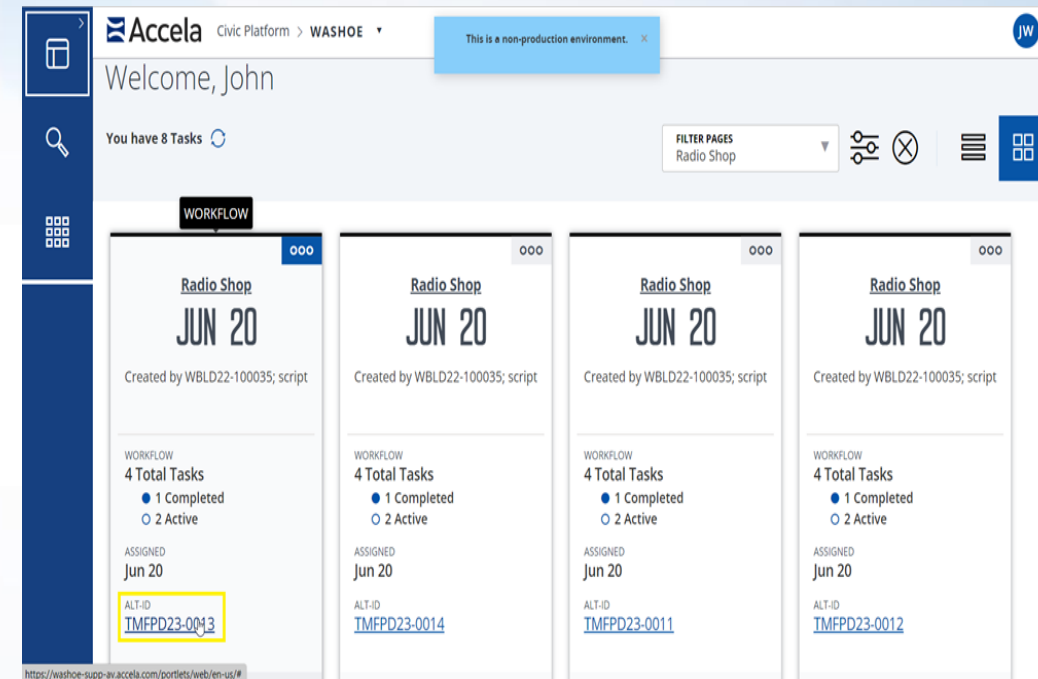 Accela Civic Platform > WASHOE
This is a non-production environment. ×
JW
Welcome, John
You have 8 Tasks
FILTER PAGES
Radio Shop
WORKFLOW
Radio Shop
JUN 20
Created by WBLD22-100035; script
WORKFLOW
4 Total Tasks
1 Completed
2 Active
ASSIGNED
Jun 20
ALT-ID
TMFPD23-0013
Radio Shop
JUN 20
Created by WBLD22-100035; script
WORKFLOW
4 Total Tasks
1 Completed
2 Active
ASSIGNED
Jun 20
ALT-ID
TMFPD23-0014
Radio Shop
JUN 20
Created by WBLD22-100035; script
WORKFLOW
4 Total Tasks
1 Completed
2 Active
ASSIGNED
Jun 20
ALT-ID
TMFPD23-0011
Radio Shop
JUN 20
Created by WBLD22-100035; script
WORKFLOW
4 Total Tasks
1 Completed
2 Active
ASSIGNED
Jun 20
ALT-ID
TMFPD23-0012
https://washoe-supp-av.accela.com/portlets/web/en-us/#